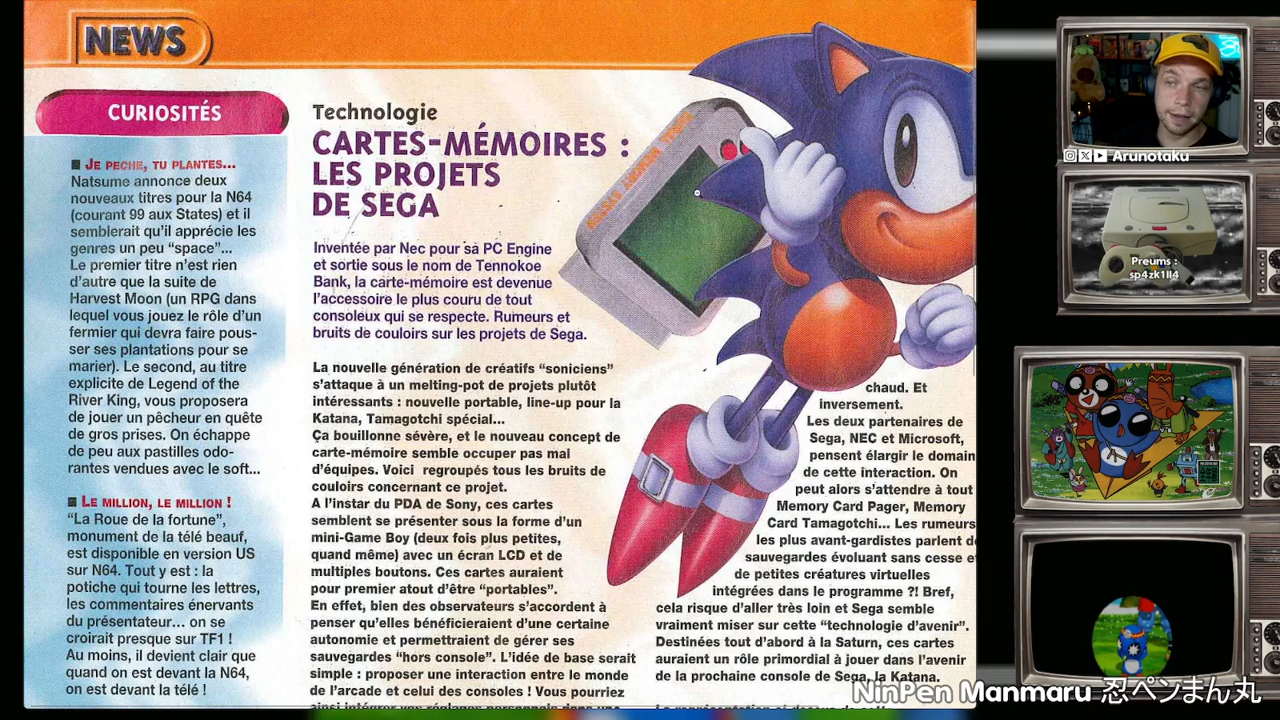 NEWS
CURIOSITÉS
■ JE PECHE, TU PLANTES...
Natsume annonce deux
nouveaux titres pour la N64
(courant 99 aux States) et il
semblerait qu'il apprécie les
genres un peu “space”...
Le premier titre n'est rien
d'autre que la suite de
Harvest Moon (un RPG dans
lequel vous jouez le rôle d'un
fermier qui devra faire pous-
ser ses plantations pour se
marier). Le second, au titre
explicite de Legend of the
River King, vous proposera
de jouer un pêcheur en quête
de gros prises. On échappe
de peu aux pastilles odo-
rantes vendues avec le soft...
■ LE MILLION, LE MILLION !
“La Roue de la fortune”,
monument de la télé beauf,
est disponible en version US
sur N64. Tout y est : la
potiche qui tourne les lettres,
les commentaires énervants
du présentateur... on se
croirait presque sur TF1 !
Au moins, il devient clair que
quand on est devant la N64,
on est devant la télé !
Technologie
CARTES-MÉMOIRES :
LES PROJETS
DE SEGA
Inventée par Nec pour sa PC Engine
et sortie sous le nom de Tennokoe
Bank, la carte-mémoire est devenue
l'accessoire le plus couru de tout
consoleux qui se respecte. Rumeurs et
bruits de couloirs sur les projets de Sega.
La nouvelle génération de créatifs “soniciens”
s'attaque à un melting-pot de projets plutôt
intéressants : nouvelle portable, line-up pour la
Katana, Tamagotchi spécial...
Ça bouillonne sévère, et le nouveau concept de
carte-mémoire semble occuper pas mal
d'équipes. Voici regroupés tous les bruits de
couloirs concernant ce projet.
A l'instar du PDA de Sony, ces cartes
semblent se présenter sous la forme d'un
mini-Game Boy (deux fois plus petites,
quand même) avec un écran LCD et de
multiples boutons. Ces cartes auraient
pour premier atout d'être “portables”.
En effet, bien des observateurs s'accordent à
penser qu'elles bénéficieraient d'une certaine
autonomie et permettraient de gérer ses
sauvegardes “hors console”. L'idée de base serait
simple : proposer une interaction entre le monde
de l'arcade et celui des consoles ! Vous pourriez
ainsi intégrer vos réglages personnels dans une
chaud. Et
inversement.
Les deux partenaires de
Sega, NEC et Microsoft,
pensent élargir le domain
de cette interaction. On
peut alors s'attendre à tout
Memory Card Pager, Memory
Card Tamagotchi... Les rumeurs
les plus avant-gardistes parlent d
sauvegardes évoluant sans cesse e
de petites créatures virtuelles
intégrées dans le programme ?! Bref,
cela risque d'aller très loin et Sega semble
vraiment miser sur cette “technologie d'avenir”.
Destinées tout d'abord à la Saturn, ces cartes
auraient un rôle primordial à jouer dans l'avenir
de la prochaine console de Sega, la Katana.
Arunotaku
Preums :
sp4zk1ll4
NinPen Manmaru 忍ペンまん丸